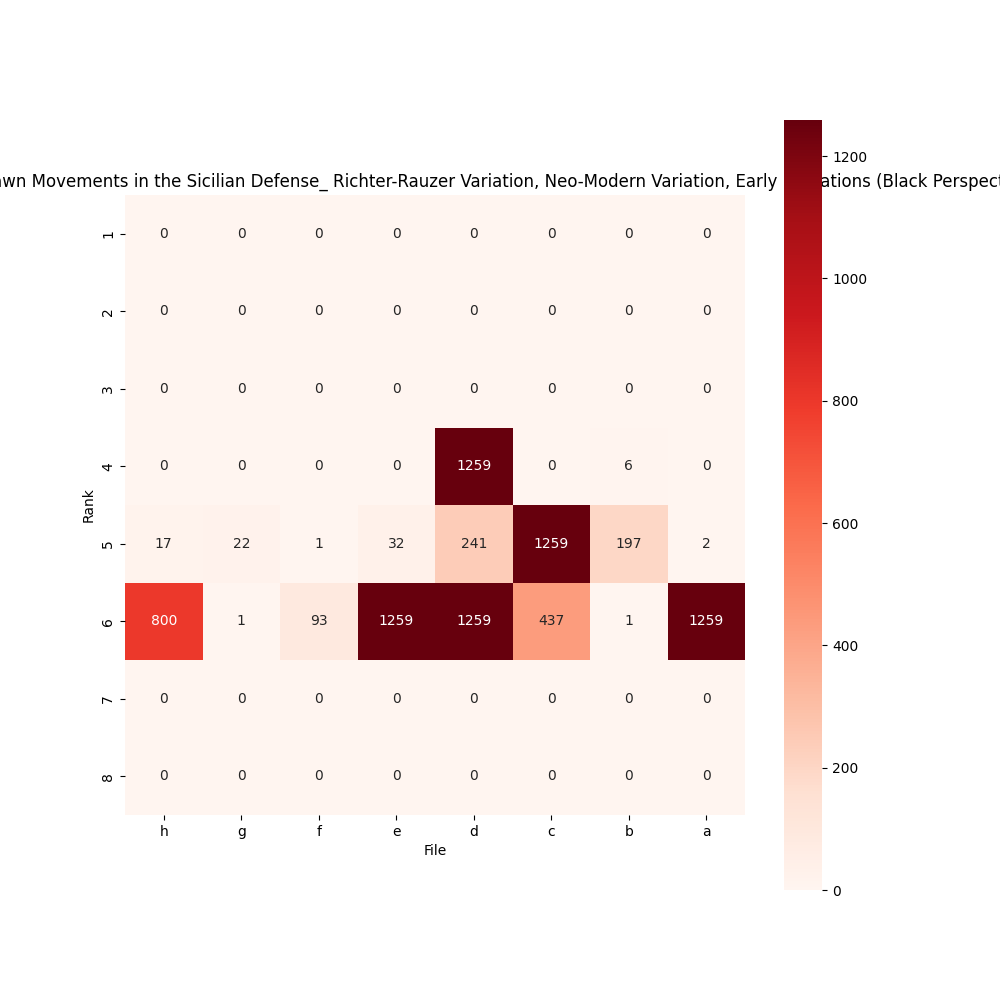 wn Movements in the Sicilian Defense_ Richter-Rauzer Variation, Neo-Modern Variation, Early ations (Black Perspect
1 0 0 0 0 0 0 0 0
2 0 0 0 0 0 0 0 0
3 0 0 0 0 0 0 0 0
4 0 0 0 0 1259 0 6 0
Rank
5 17 22 1 32 241 1259 197 2
6 800 1 93 1259 1259 437 1 1259
7 0 0 0 0 0 0 0 0
8 0 0 0 0 0 0 0 0
h g f e d c b a
File
1200
1000
800
600
400
200
0